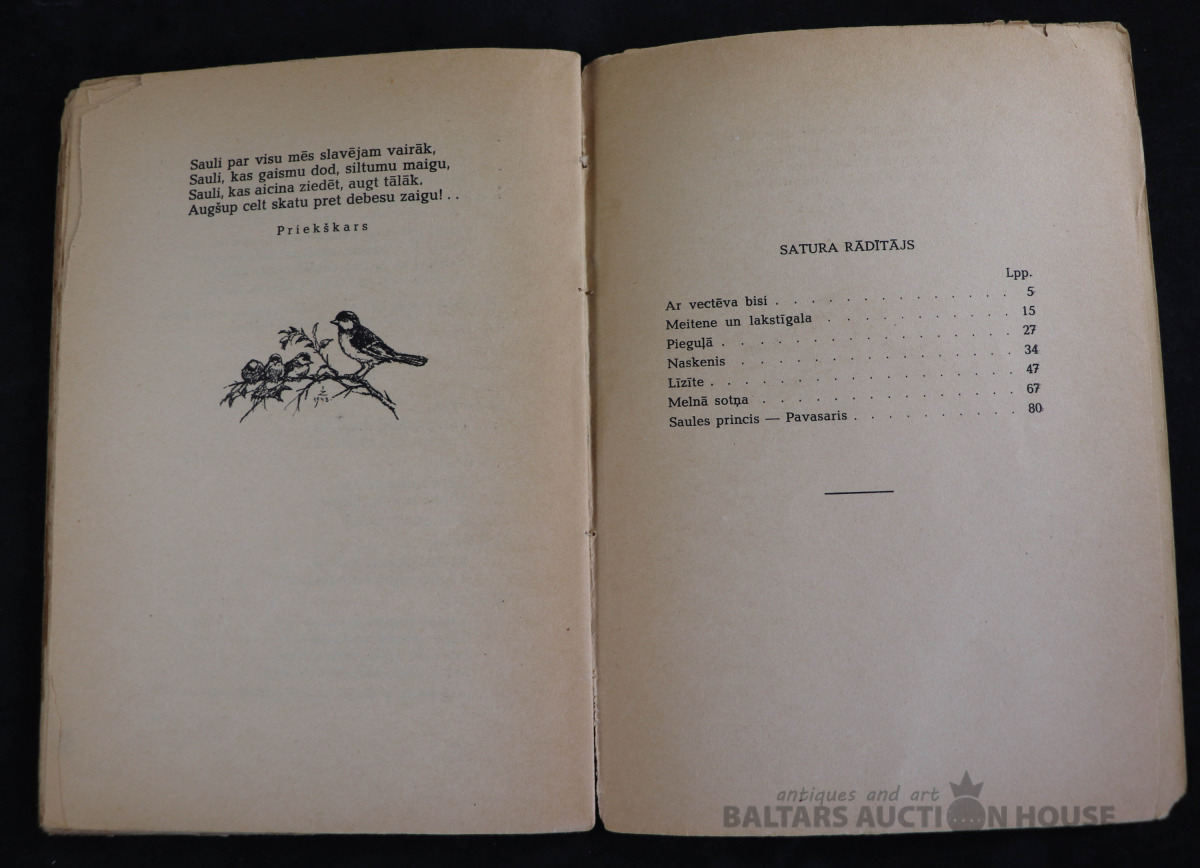 Sauli par visu mēs slavējam vairāk,
Sauli, kas gaismu dod, siltumu maigu,
Sauli, kas aicina ziedēt, augt tālāk.
Augšup celt skatu pret debesu zaigu! . .
Priekškars
1943
SATURA RĀDĪTĀJS
Lpp.
Ar vectēva bisi . . . . . . . . . . . . . . 5
Meitene un lakstīgala . . . . . . . . . . . 15
Pieguļā . . . . . . . . . . . . . . . . . 27
Naskenis . . . . . . . . . . . . . . . . 34
Līzīte . . . . . . . . . . . . . . . . . 47
Melnā sotņa . . . . . . . . . . . . . . 67
Saules princis — Pavasaris . . . . . . . . . 80
antiques and art
BALTARS AUCTION HOUSE